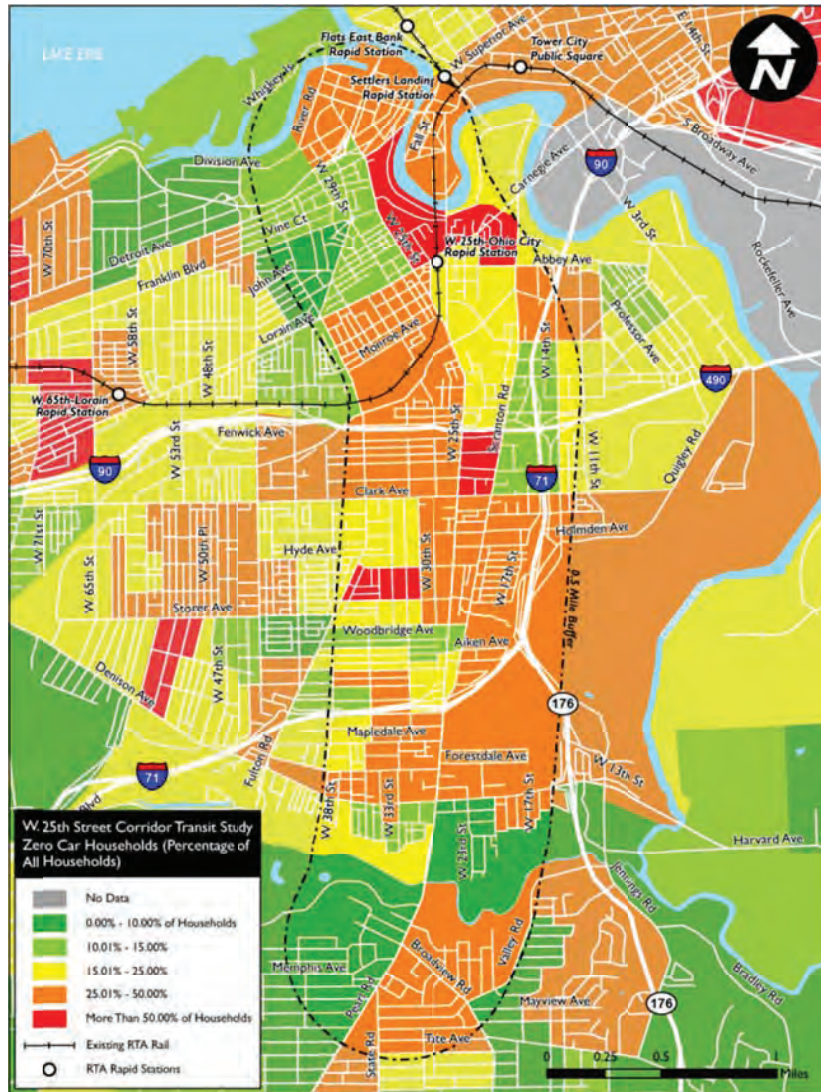 LAKE ERIE
Flats East Bank
Rapid Station
W Superior Ave
E 14th St
Tower City
Public Square
N
Whiskey Is
Settlers Landing
Rapid Station
River Rd
Fall St
S Broadway Ave
Carnegie Ave
90
Division Ave
W 29th St
W 3rd St
W 70th St
Detroit Ave
Vine Ct
W 25th St
W. 25th-Ohio City
Rapid Station
Rockefeller Ave
Franklin Blvd
John Ave
Abbey Ave
W 58th St
W 48th St
Lorain Ave
Monroe Ave
W 14th St
Professor Ave
W. 65th-Lorain
Rapid Station
490
W 25th St
Scranton Rd
W 53rd St
Fenwick Ave
W 11th St
Quigley Rd
90
71
Clark Ave
W 21st St
W 50th Pl
Hyde Ave
W 30th St
Holmden Ave
W 65th St
W 17th St
0.5 Mile Buffer
Storer Ave
Woodbridge Ave
Aiken Ave
Denison Ave
W 47th St
176
Mapledale Ave
Fulton Rd
Forestdale Ave
W 13th St
71
Blvd
W 38th St
W 33rd St
W 17th St
W 23rd St
Harvard Ave
W. 25th Street Corridor Transit Study
Zero Car Households (Percentage of
All Households)
No Data
0.00% - 10.00% of Households
10.01% - 15.00%
15.01% - 25.00%
25.01% - 50.00%
More Than 50.00% of Households
Existing RTA Rail
RTA Rapid Stations
Jennings Rd
Valley Rd
Broadview Rd
Memphis Ave
Pearl Rd
Bradley Rd
Mayview Ave
176
State Rd
Tate Ave
0
0.25
0.5
1
Miles